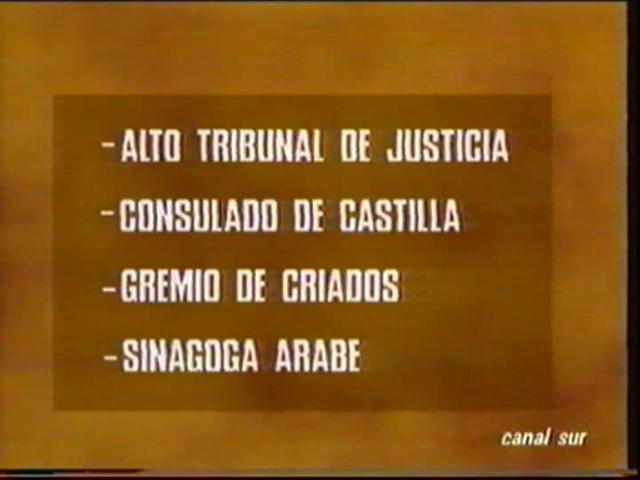 -ALTO TRIBUNAL DE JUSTICIA
-CONSULADO DE CASTILLA
-GREMIO DE CRIADOS
-SINAGOGA ARABE
canal sur